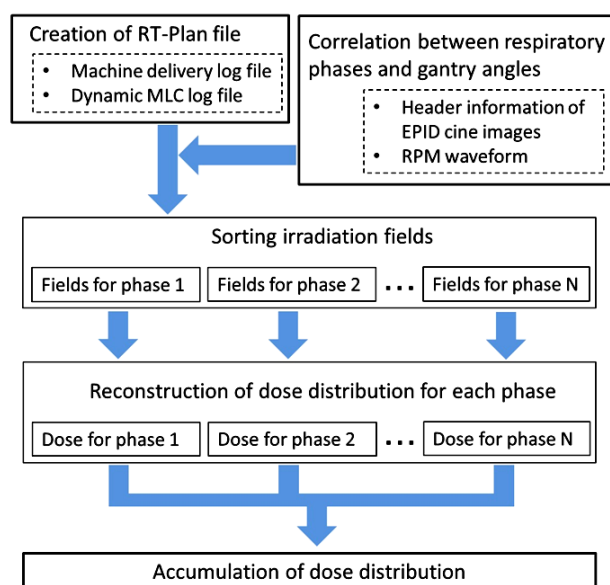 Creation of RT-Plan file
• Machine delivery log file
• Dynamic MLC log file
Correlation between respiratory
phases and gantry angles
• Header information of
EPID cine images
• RPM waveform
Sorting irradiation fields
Fields for phase 1 Fields for phase 2 ... Fields for phase N
Reconstruction of dose distribution for each phase
Dose for phase 1 Dose for phase 2 ... Dose for phase N
Accumulation of dose distribution